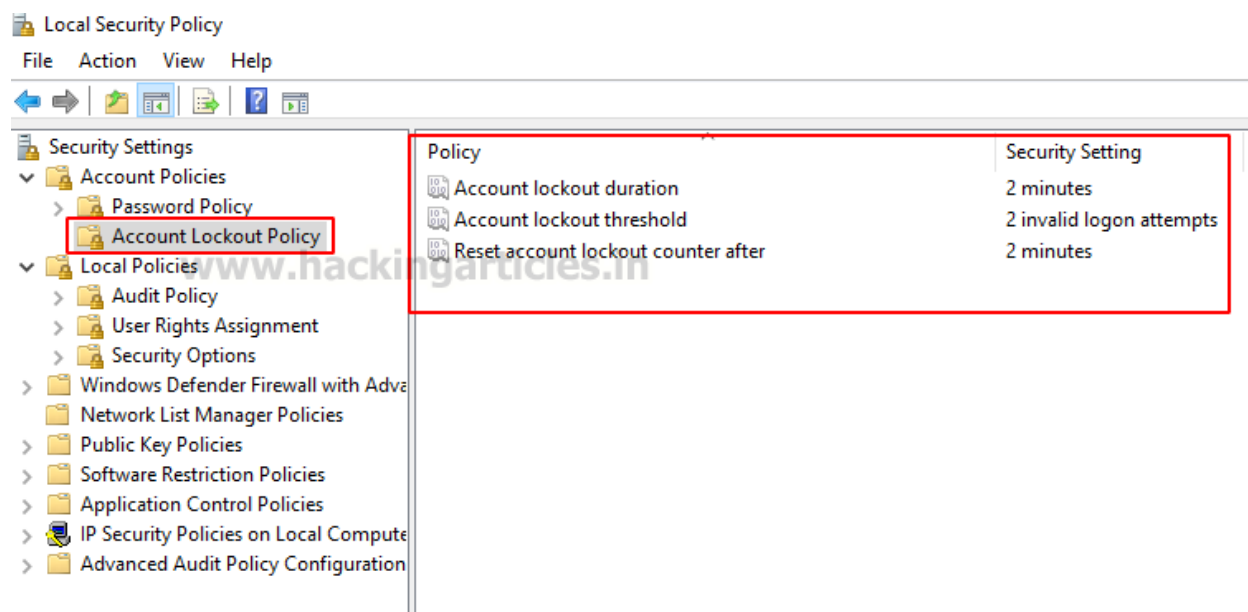 Local Security Policy
File Action View Help
Security Settings
Account Policies
Password Policy
Account Lockout Policy
Local Policies
Audit Policy
User Rights Assignment
Security Options
Windows Defender Firewall with Adva
Network List Manager Policies
Public Key Policies
Software Restriction Policies
Application Control Policies
IP Security Policies on Local Compute
Advanced Audit Policy Configuration
Policy Security Setting
Account lockout duration 2 minutes
Account lockout threshold 2 invalid logon attempts
Reset account lockout counter after 2 minutes
www.hackingarticles.in